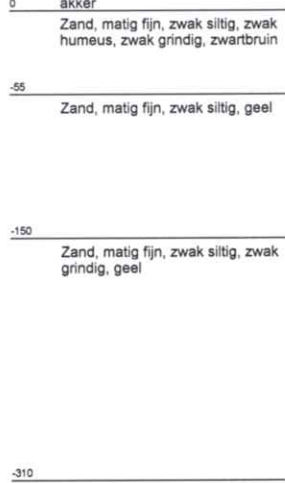 0 akker
Zand, matig fijn, zwak siltig, zwak
humeus, zwak grindig, zwartbruin
-55
Zand, matig fijn, zwak siltig, geel
-150
Zand, matig fijn, zwak siltig, zwak
grindig, geel
-310